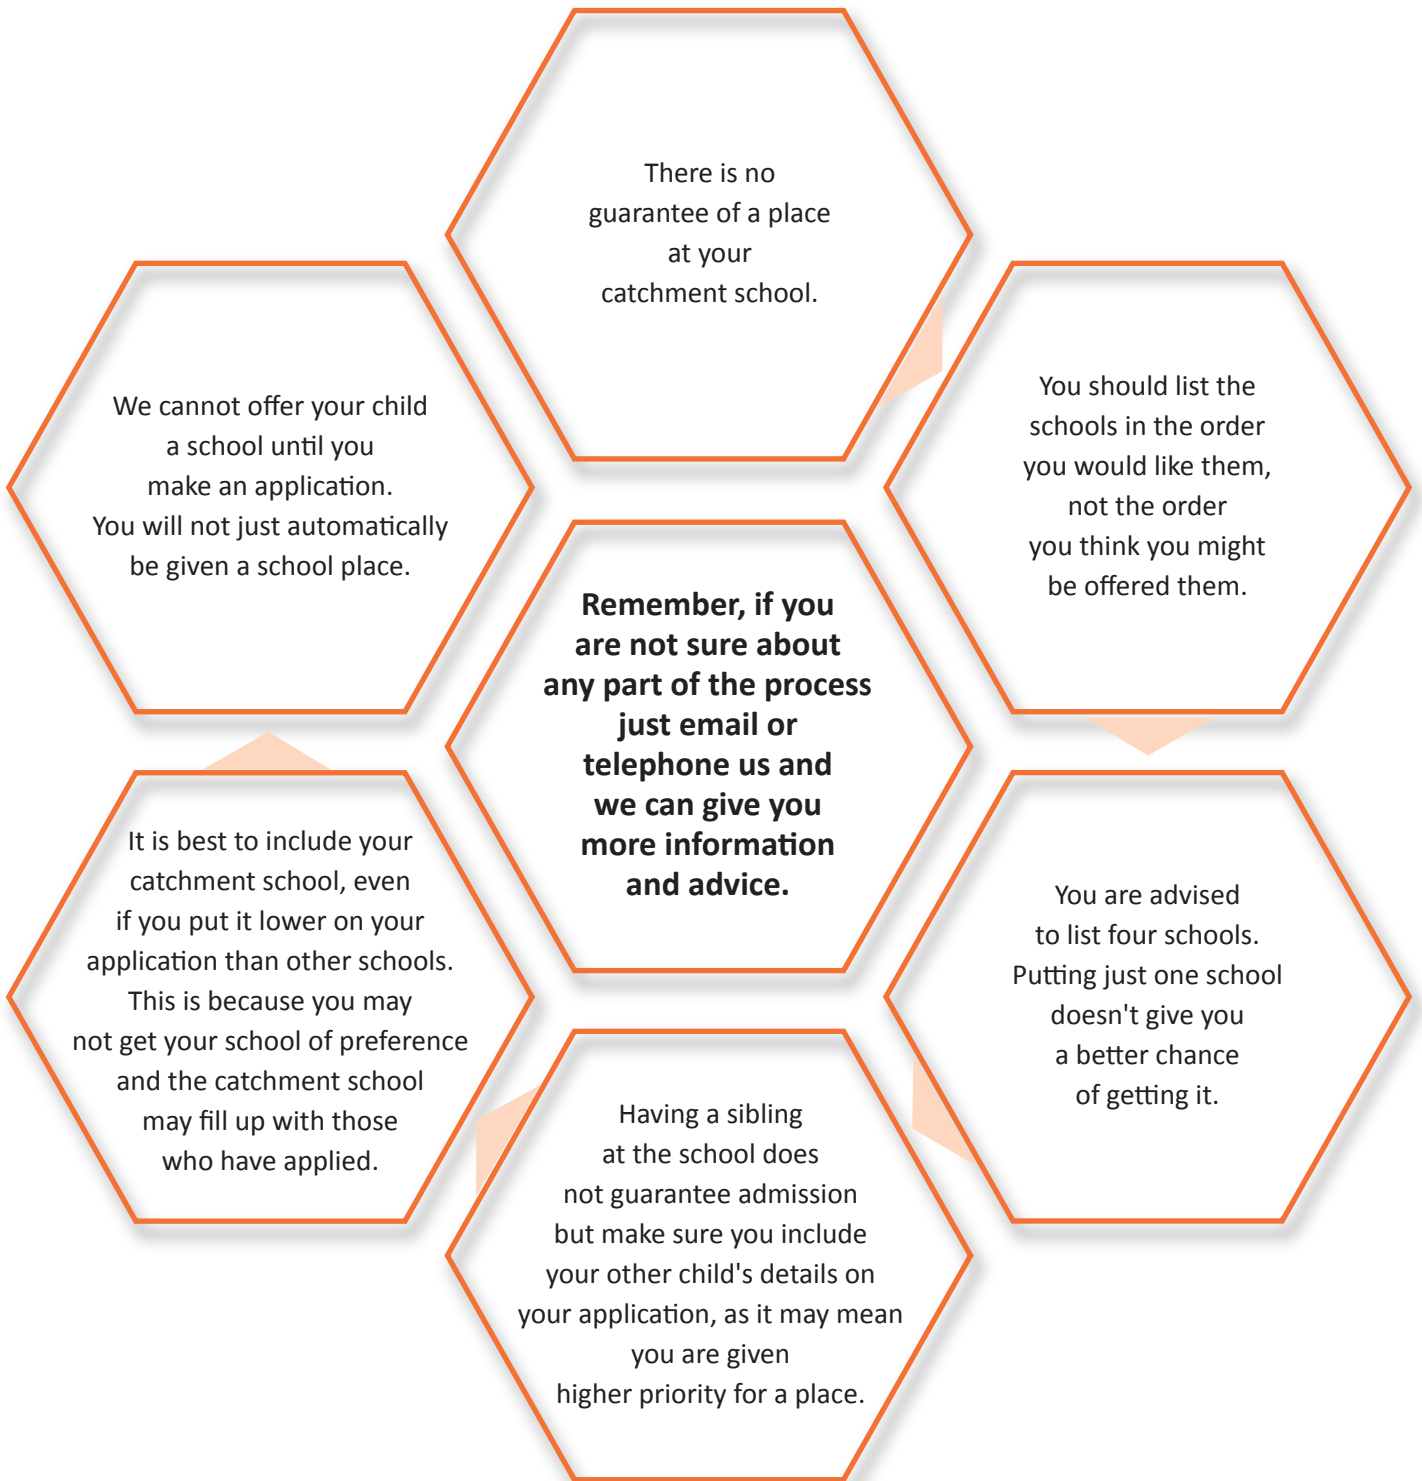 There is no
guarantee of a place
at your
catchment school.
You should list the
schools in the order
you would like them,
not the order
you think you might
be offered them.
You are advised
to list four schools.
Putting just one school
doesn't give you
a better chance
of getting it.
Having a sibling
at the school does
not guarantee admission
but make sure you include
your other child's details on
your application, as it may mean
you are given
higher priority for a place.
It is best to include your
catchment school, even
if you put it lower on your
application than other schools.
This is because you may
not get your school of preference
and the catchment school
may fill up with those
who have applied.
We cannot offer your child
a school until you
make an application.
You will not just automatically
be given a school place.
Remember, if you
are not sure about
any part of the process
just email or
telephone us and
we can give you
more information
and advice.